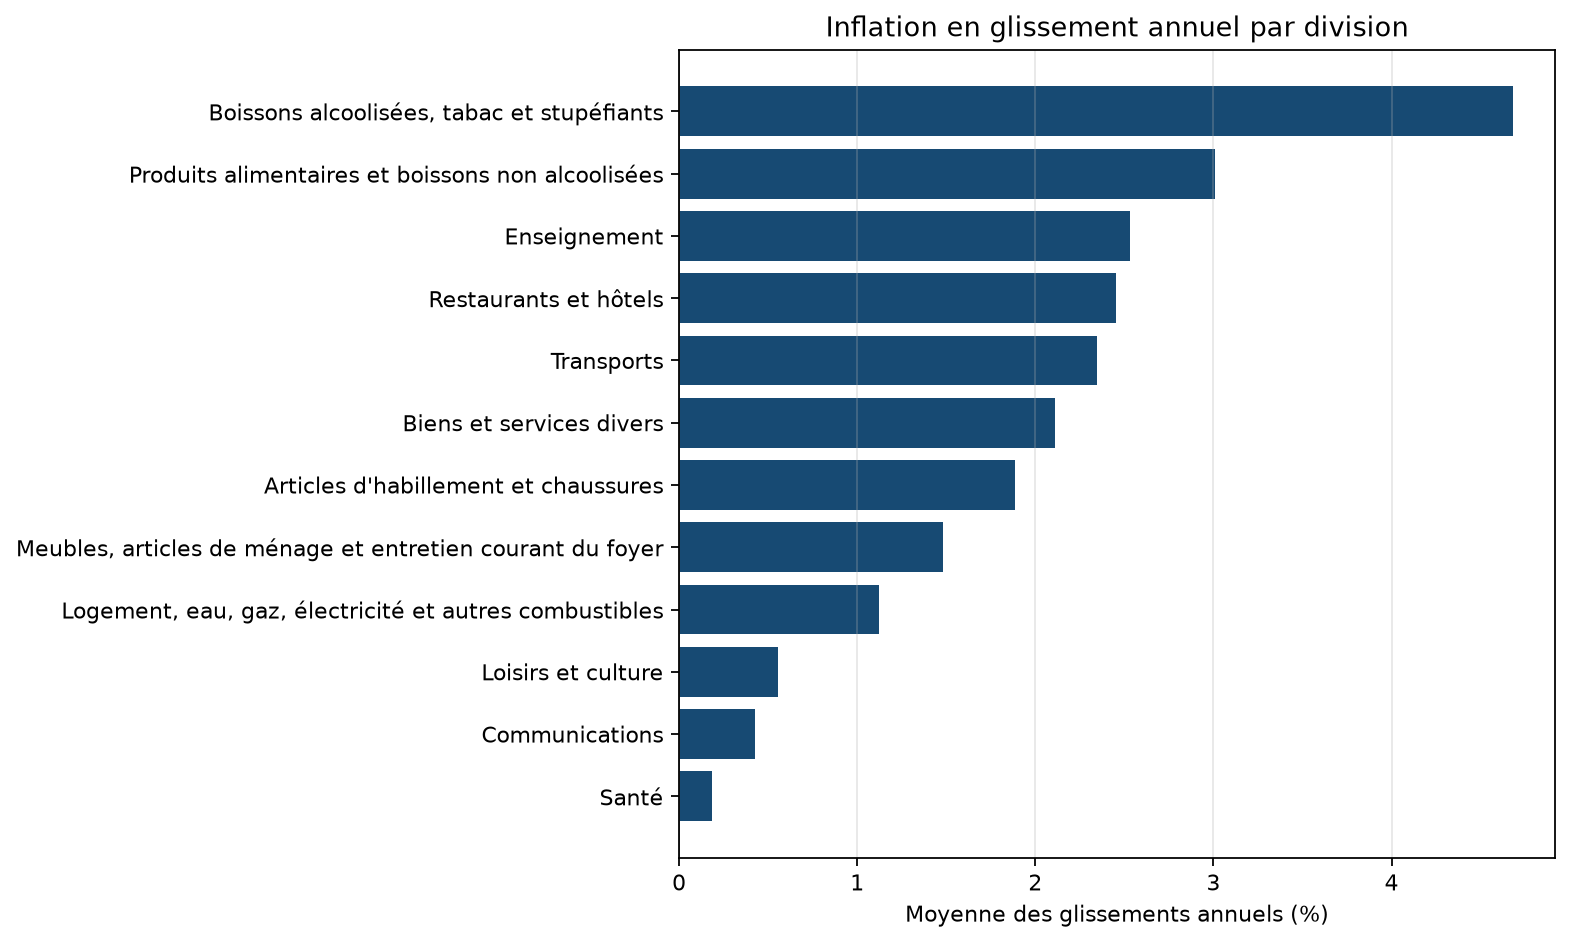 Inflation en glissement annuel par division
Boissons alcoolisées, tabac et stupéfiants
Produits alimentaires et boissons non alcoolisées
Enseignement
Restaurants et hôtels
Transports
Biens et services divers
Articles d'habillement et chaussures
Meubles, articles de ménage et entretien courant du foyer
Logement, eau, gaz, électricité et autres combustibles
Loisirs et culture
Communications
Santé
0 1 2 3 4
Moyenne des glissements annuels (%)